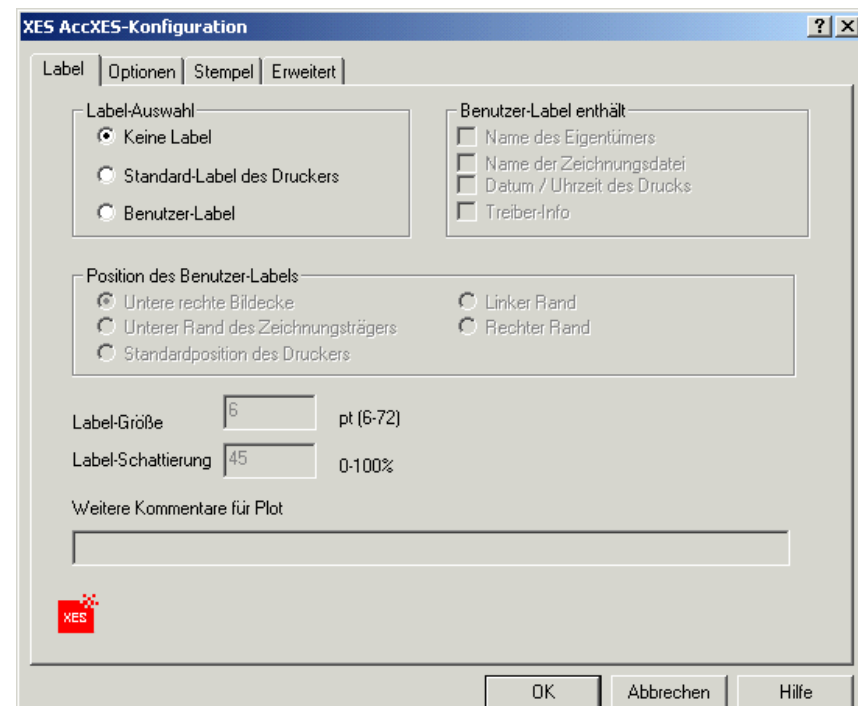 XES AccXES-Konfiguration
Label Optionen Stempel Erweitert
Label-Auswahl
Keine Label
Standard-Label des Druckers
Benutzer-Label
Benutzer-Label enthält
Name des Eigentümers
Name der Zeichnungsdatei
Datum / Uhrzeit des Drucks
Treiber-Info
Position des Benutzer-Labels
Untere rechte Bildecke
Unterer Rand des Zeichnungsträgers
Standardposition des Druckers
Linker Rand
Rechter Rand
Label-Größe 6 pt (6-72)
Label-Schattierung 45 0-100%
Weitere Kommentare für Plot
XES
OK Abbrechen Hilfe